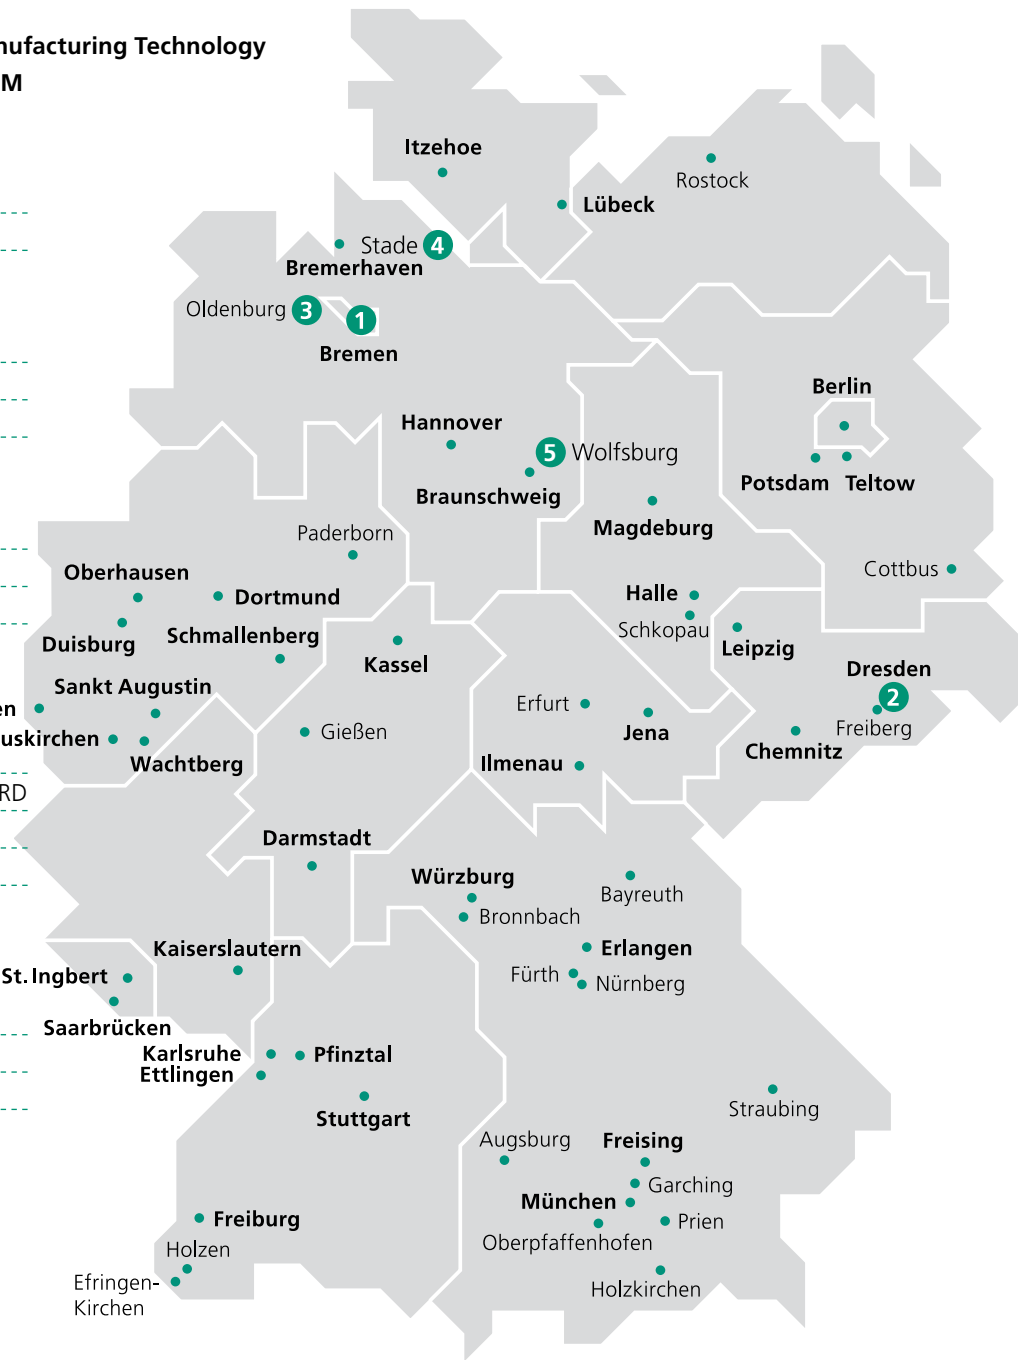 nufacturing Technology
M
Itzehoe
Rostock
Lübeck
Stade 4
Bremerhaven
Oldenburg 3
1
Bremen
Berlin
Hannover
5 Wolfsburg
Potsdam Teltow
Braunschweig
Magdeburg
Paderborn
Cottbus
Oberhausen
Halle
Dortmund
Schkopau
Schmallenberg
Duisburg
Leipzig
Kassel
Dresden
Sankt Augustin
2
Erfurt
en
Freiberg
Gießen
Jena
uskirchen
Chemnitz
Wachtberg
Ilmenau
RD
Darmstadt
Würzburg
Bayreuth
Bronnbach
Kaiserslautern
Erlangen
St. Ingbert
Fürth
Nürnberg
Saarbrücken
Karlsruhe
Pfinztal
Ettlingen
Straubing
Stuttgart
Augsburg
Freising
Garching
München
Freiburg
Prien
Oberpfaffenhofen
Holzen
Efringen-
Kirchen
Holzkirchen